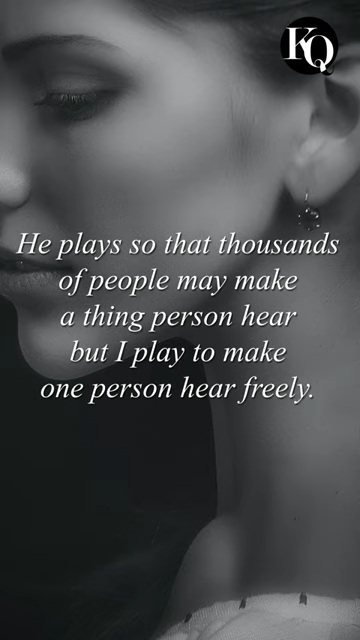 KQ
He plays so that thousands
of people may make
a thing person hear
but I play to make
one person hear freely.